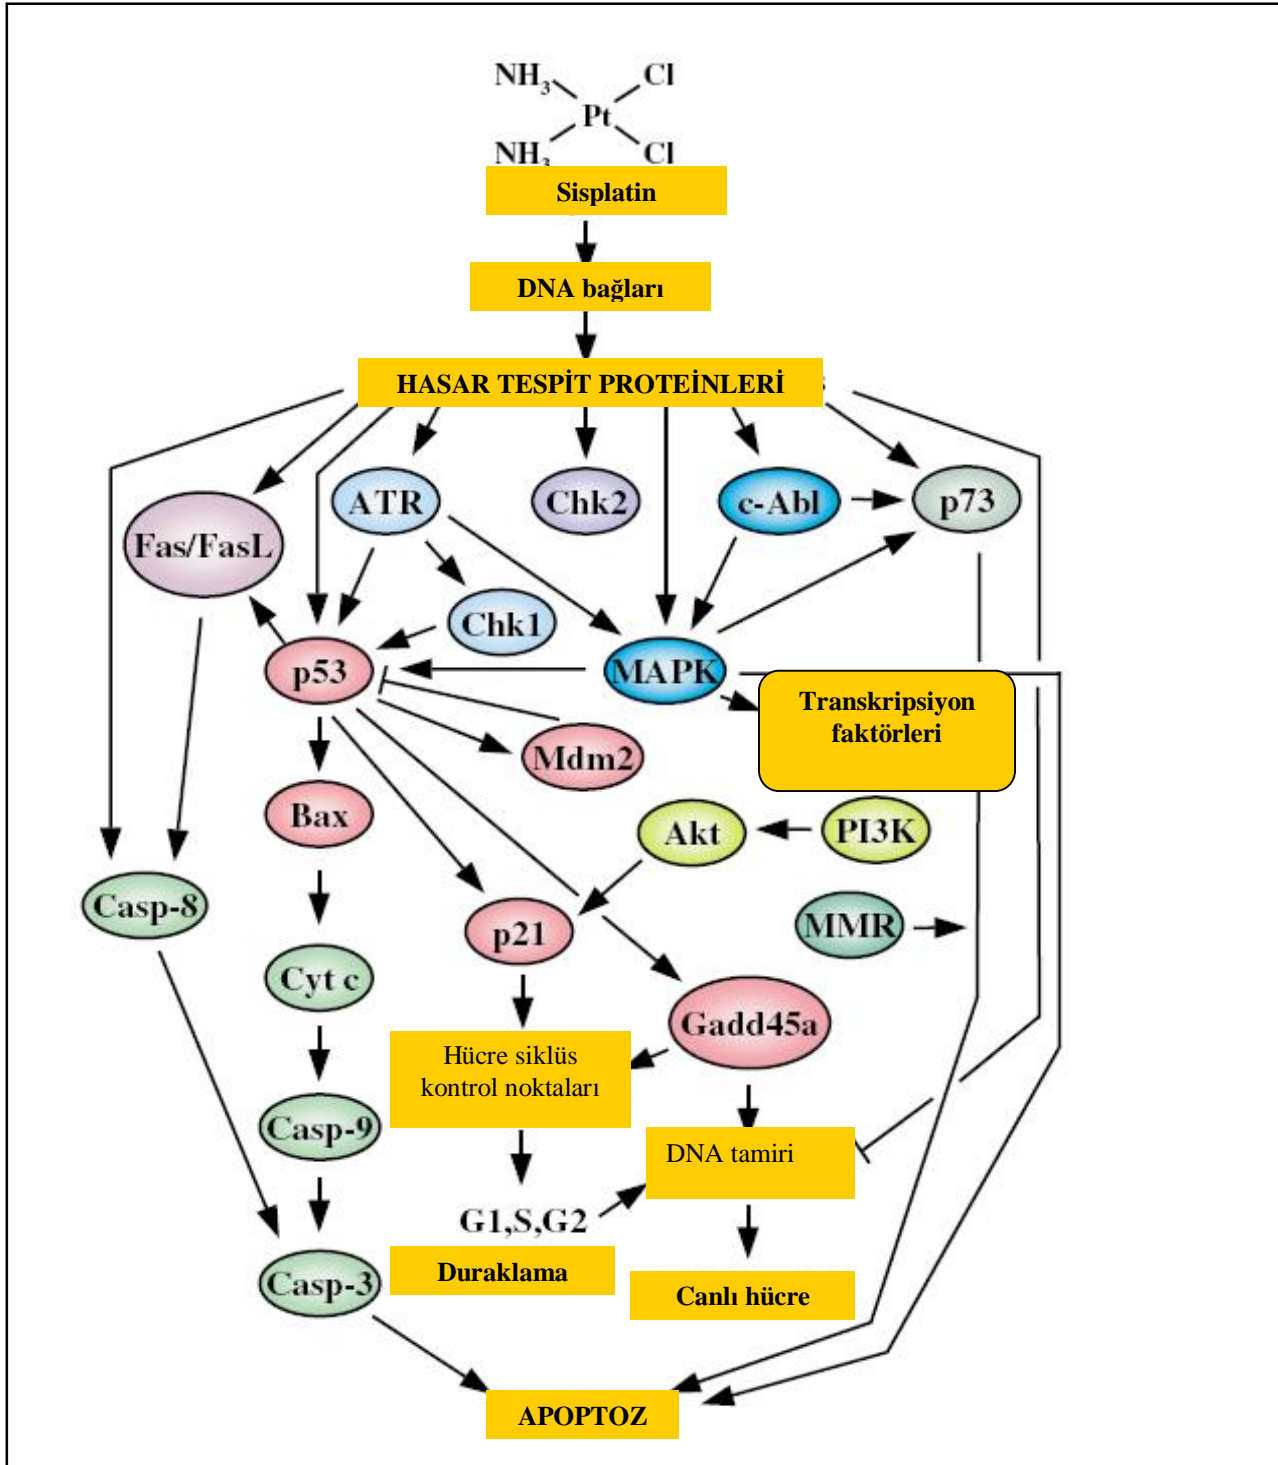 NH3 Cl
Pt
NH3 Cl
Sisplatin
DNA bağları
HASAR TESPİT PROTEİNLERİ
ATR
Chk2
c-Abl
p73
Fas/FasL
Chk1
p53
MAPK
Transkripsiyon
faktörleri
Mdm2
Bax
Akt
PI3K
Casp-8
p21
MMR
Cyt c
Gadd45a
Hücre siklüs
kontrol noktaları
Casp-9
DNA tamiri
G1,S,G2
Duraklama
Casp-3
Canlı hücre
APOPTOZ